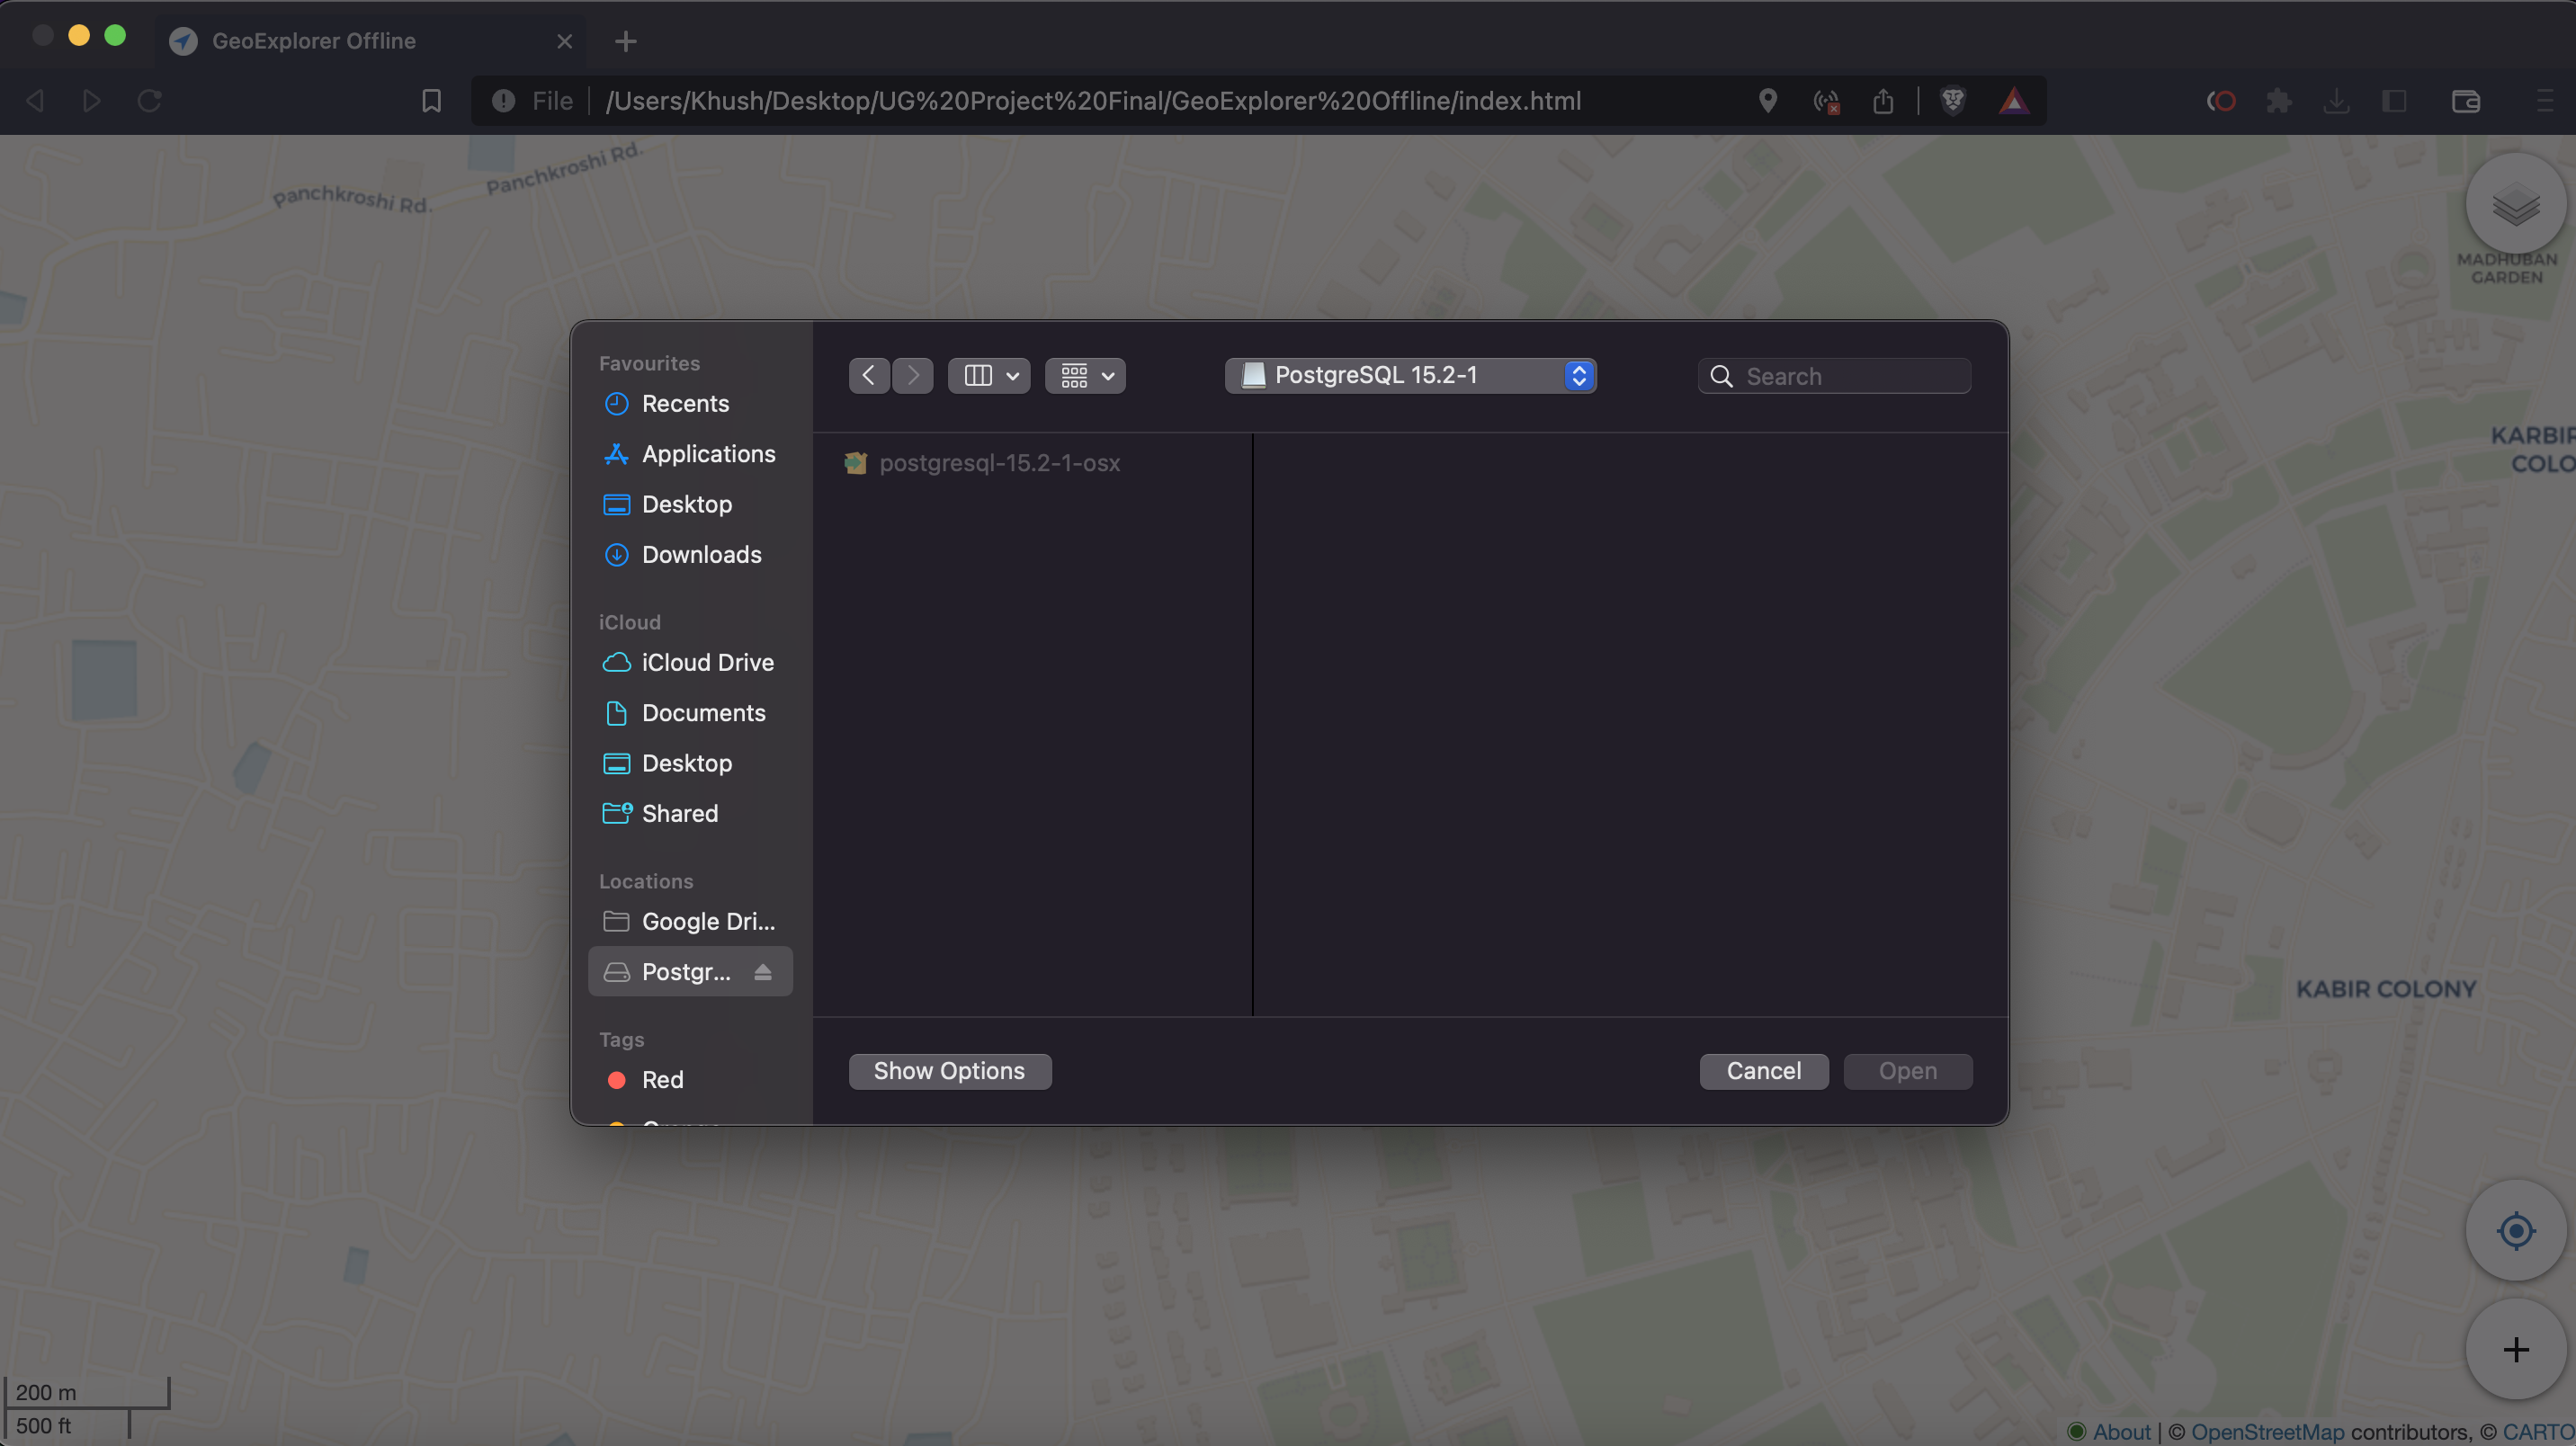 GeoExplorer Offline
File | /Users/Khush/Desktop/UG%20Project%20Final/GeoExplorer%20Offline/index.html
Panchkroshi Rd.
Panchkroshi Rd.
MADHUBAN
GARDEN
Favourites
Recents
Applications
Desktop
Downloads
iCloud
iCloud Drive
Documents
Desktop
Shared
Locations
Google Dri...
Postgr...
Tags
Red
PostgreSQL 15.2-1
Search
postgresql-15.2-1-osx
Show Options
Cancel
Open
KARBIR
COLO
KABIR COLONY
200 m
500 ft
About | © OpenStreetMap contributors, © CARTO